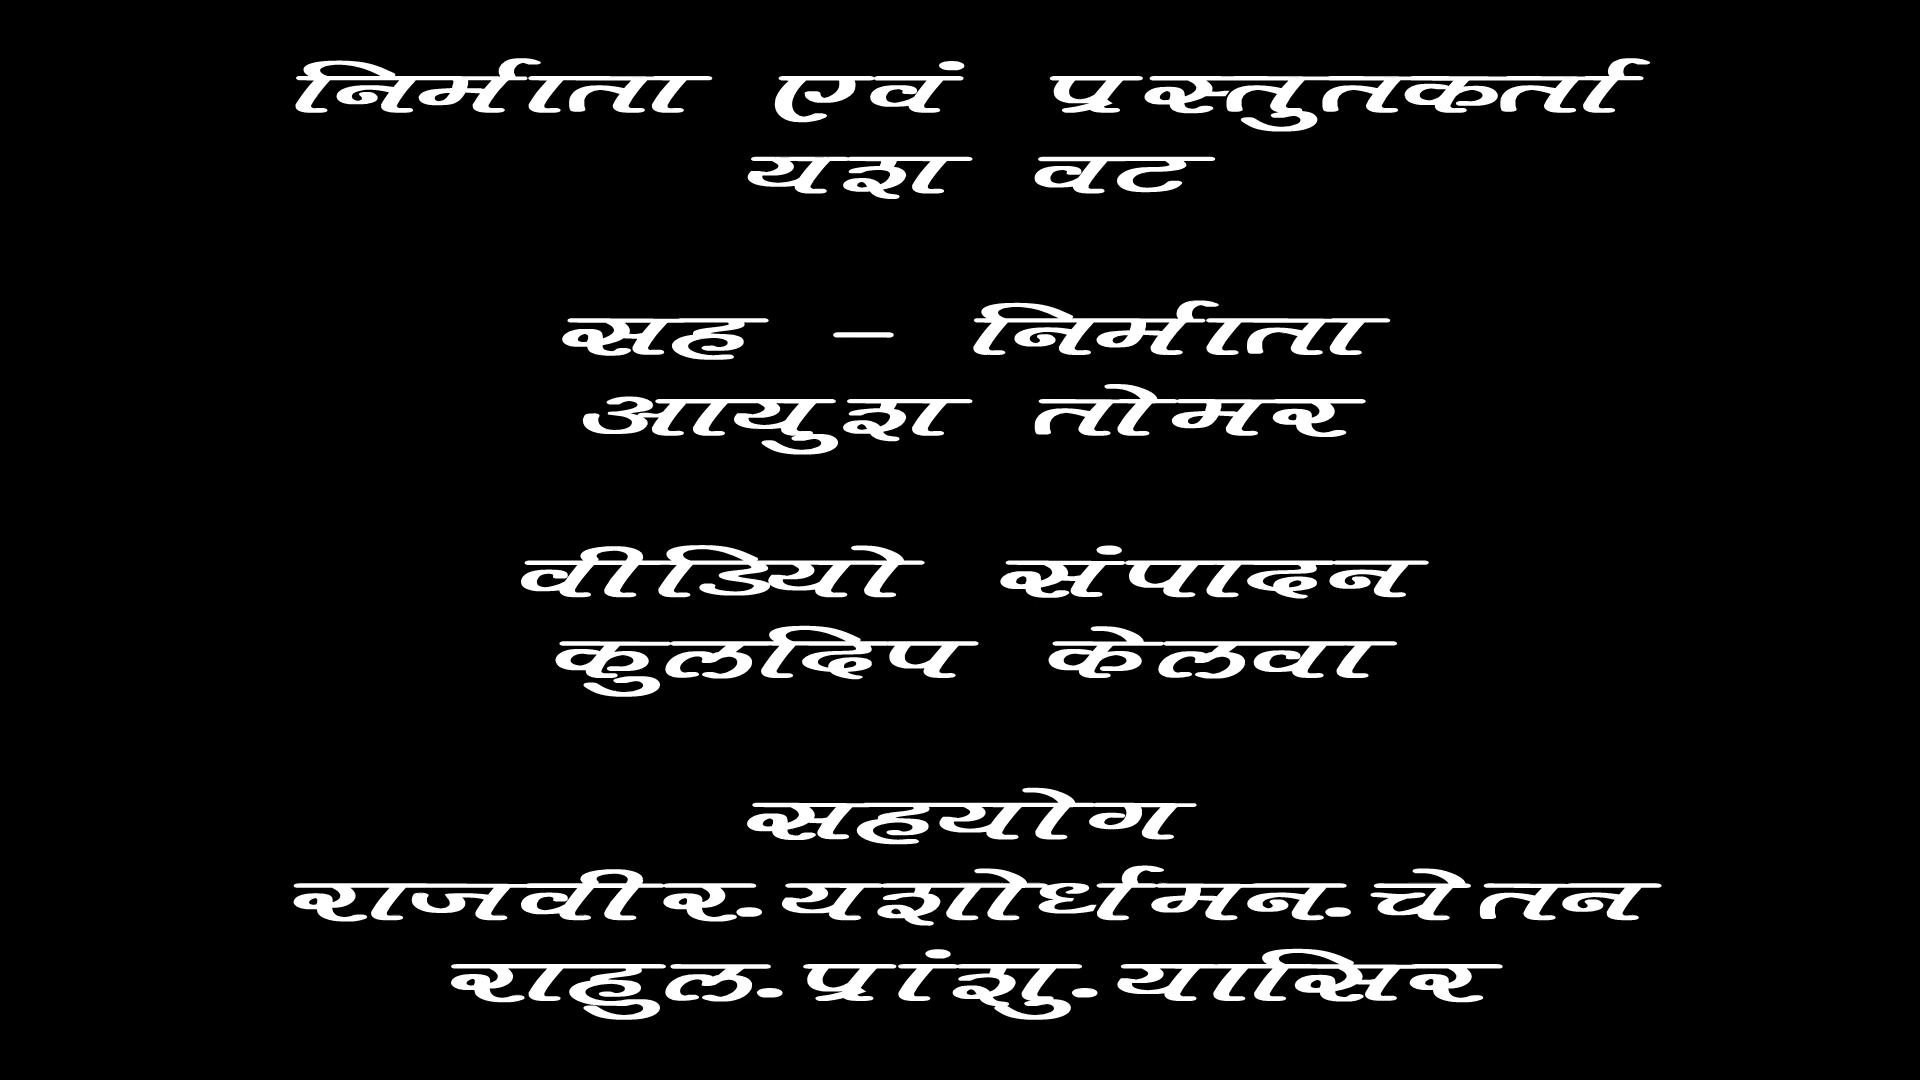 निर्माता एवं प्रस्तुतकर्ता
यश वट
सह - निर्माता
आयुश तोमर
वीडियो संपादन
कुलदिप केलवा
सहयोग
राजवीर.यशोर्धमन.चेतन
राहुल.प्रांशु.यासिर